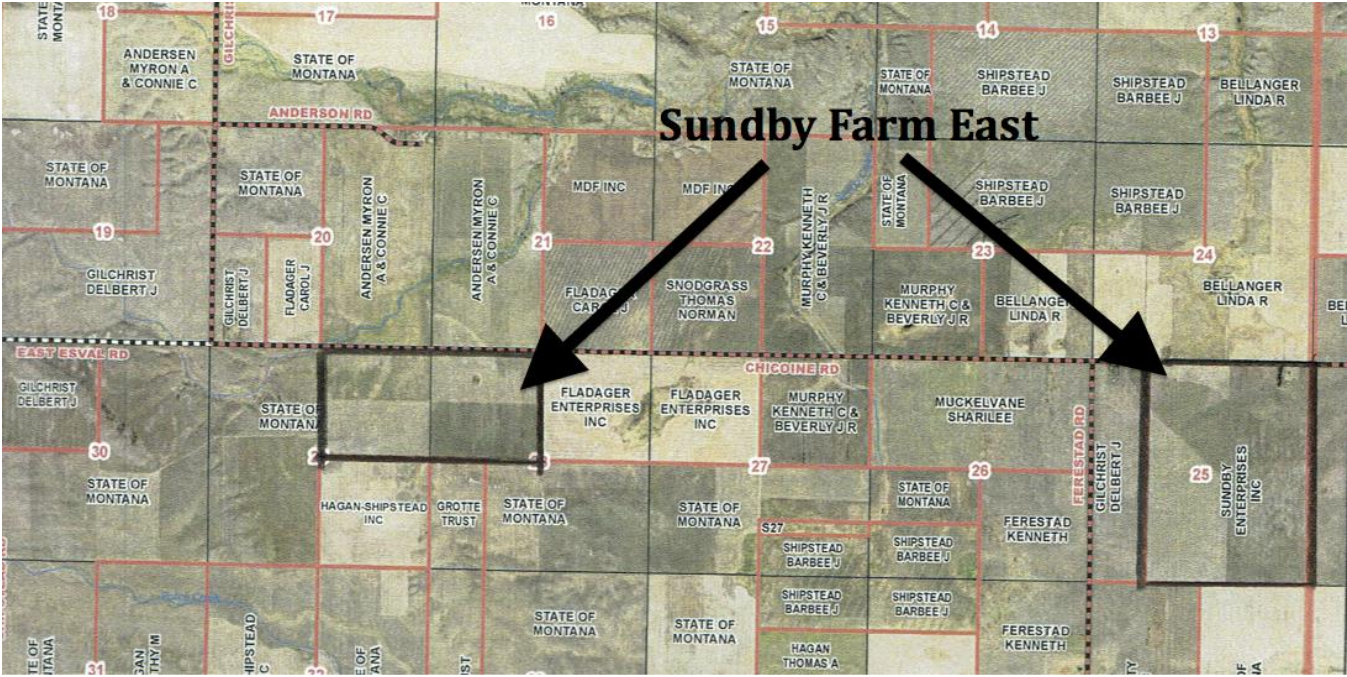 18
17
MONTANA
16
15
14
13
GILCHRIS
ANDERSEN
MYRON A
& CONNIE C
STATE OF
MONTANA
STATE OF
MONTANA
STATE OF
MONTANA
SHIPSTEAD
BARBEE J
SHIPSTEAD
BARBEE J
BELLANGER
LINDA R
ANDERSON RD
Sundby Farm East
STATE OF
MONTANA
STATE OF
MONTANA
ANDERSEN MYRON
A & CONNIE C
ANDERSEN MYRON
A & CONNIE C
MDF INC
MDF INC
MURPHY KENNETH
C & BEVERLY J R
STATE OF
MONTANA
SHIPSTEAD
BARBEE J
SHIPSTEAD
BARBEE J
19
20
21
22
23
24
GILCHRIST
DELBERT J
GILCHRIST
DELBERT J
FLADAGER
CAROL J
SNODGRASS
THOMAS
NORMAN
MURPHY
KENNETH C &
BEVERLY J R
BELLANGER
LINDA R
BELLANGER
LINDA R
EAST ESVAL RD
CHICOINE RD
GILCHRIST
DELBERT J
STATE OF
MONTANA
FLADAGER
ENTERPRISES
INC
FLADAGER
ENTERPRISES
INC
MURPHY
KENNETH C &
BEVERLY J R
MUCKELVANE
SHARILEE
FERESTAD RD
GILCHRIST
DELBERT J
25
SUNDBY
ENTERPRISES
INC
30
27
26
STATE OF
MONTANA
HAGAN-SHIPSTEAD
INC
GROTTE
TRUST
STATE OF
MONTANA
STATE OF
MONTANA
STATE OF
MONTANA
S27
SHIPSTEAD
BARBEE J
SHIPSTEAD
BARBEE J
FERESTAD
KENNETH
SHIPSTEAD
BARBEE J
SHIPSTEAD
BARBEE J
STATE OF
MONTANA
STATE OF
MONTANA
HAGAN
THOMAS A
FERESTAD
KENNETH
31